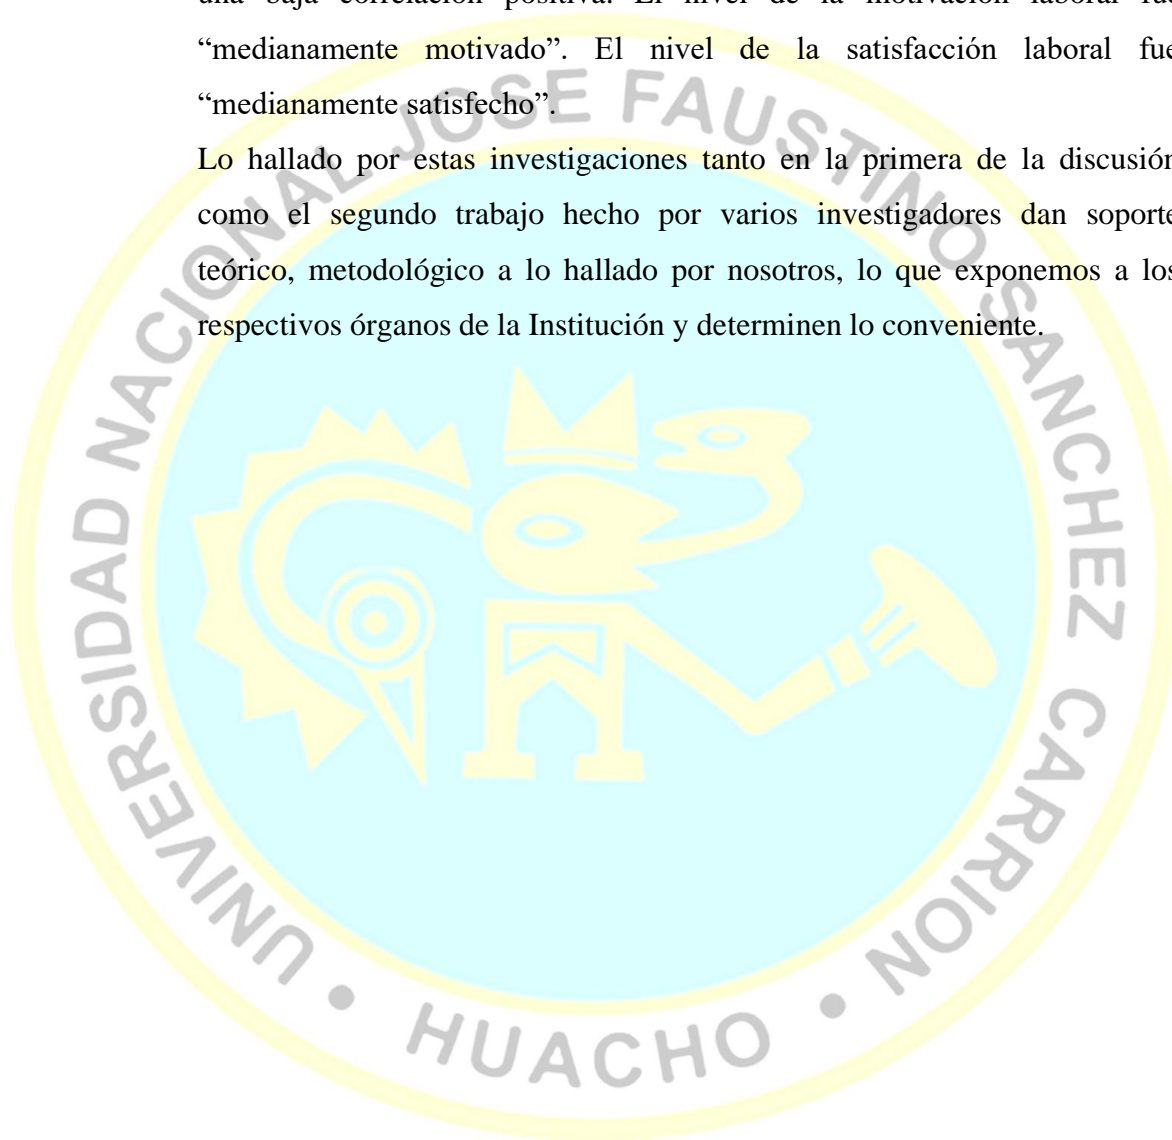 una baja correlación positiva. El nivel de la motivación laboral fue
“medianamente motivado”. El nivel de la satisfacción laboral fue
“medianamente satisfecho”.
Lo hallado por estas investigaciones tanto en la primera de la discusión
como el segundo trabajo hecho por varios investigadores dan soporte
teórico, metodológico a lo hallado por nosotros, lo que exponemos a los
respectivos órganos de la Institución y determinen lo conveniente.
UNIVERSIDAD NACIONAL JOSE FAUSTINO SANCHEZ CARRION
• HUACHO •